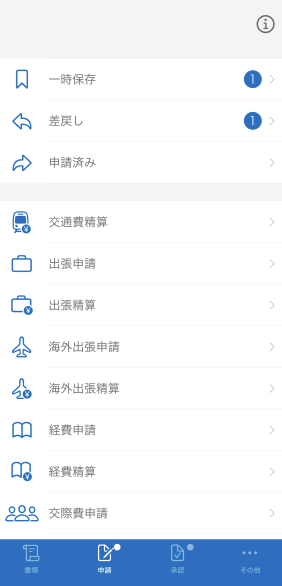 一時保存 1
差戻し 1
申請済み
交通費精算
出張申請
出張精算
海外出張申請
海外出張精算
経費申請
経費精算
交際費申請
書類 申請 承認 その他